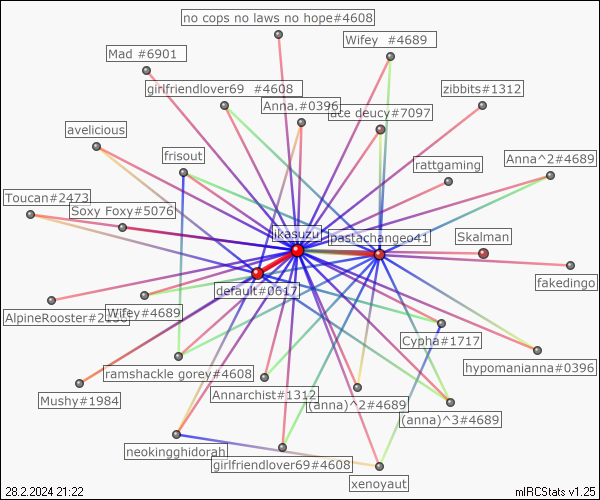 no cops no laws no hope#4608
Wifey #4689
Mad #6901
girlfriendlover69 #4608
zibbits#1312
Anna.#0396
ace deucy#7097
avelicious
frisout
Anna^2#4689
rattgaming
Toucan#2473
Soxy Foxy#5076
ikasuzu
pastachangeo41
Skalman
fakedingo
default#0617
Wifey#4689
AlpineRooster#2
Cypha#1717
hypomanianna#0396
ramshackle gorey#4608
Mushy#1984
Annarchist#1312
(anna)^2#4689
(anna)^3#4689
neokingghidorah
girlfriendlover69#4608
xenoyaut
28.2.2024 21:22
mIRCStats v1.25